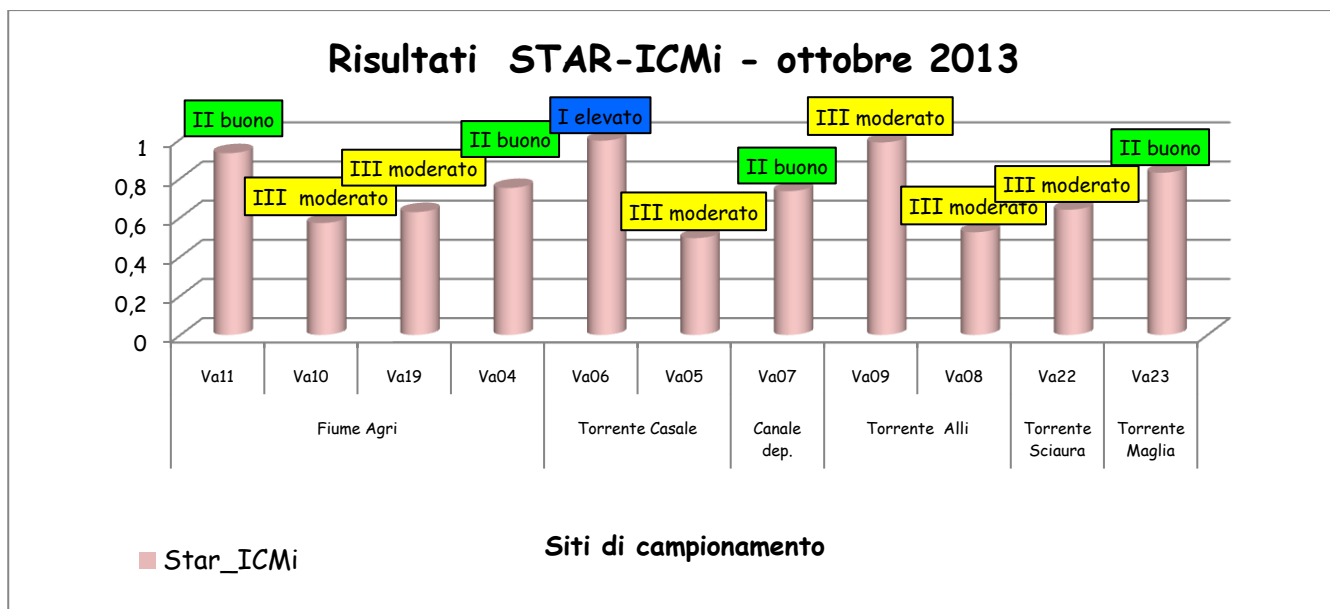 Risultati  STAR-ICMi - ottobre 2013
II buono
III  moderato
III moderato
II buono
I elevato
III moderato
II buono
III moderato
III moderato
III moderato
II buono
1
0,8
0,6
0,4
0,2
0
Va11 Va10 Va19 Va04 Va06 Va05 Va07 Va09 Va08 Va22 Va23
Fiume Agri Torrente Casale Canale dep. Torrente  Alli Torrente Sciaura Torrente Maglia
Siti di campionamento
Star_ICMi